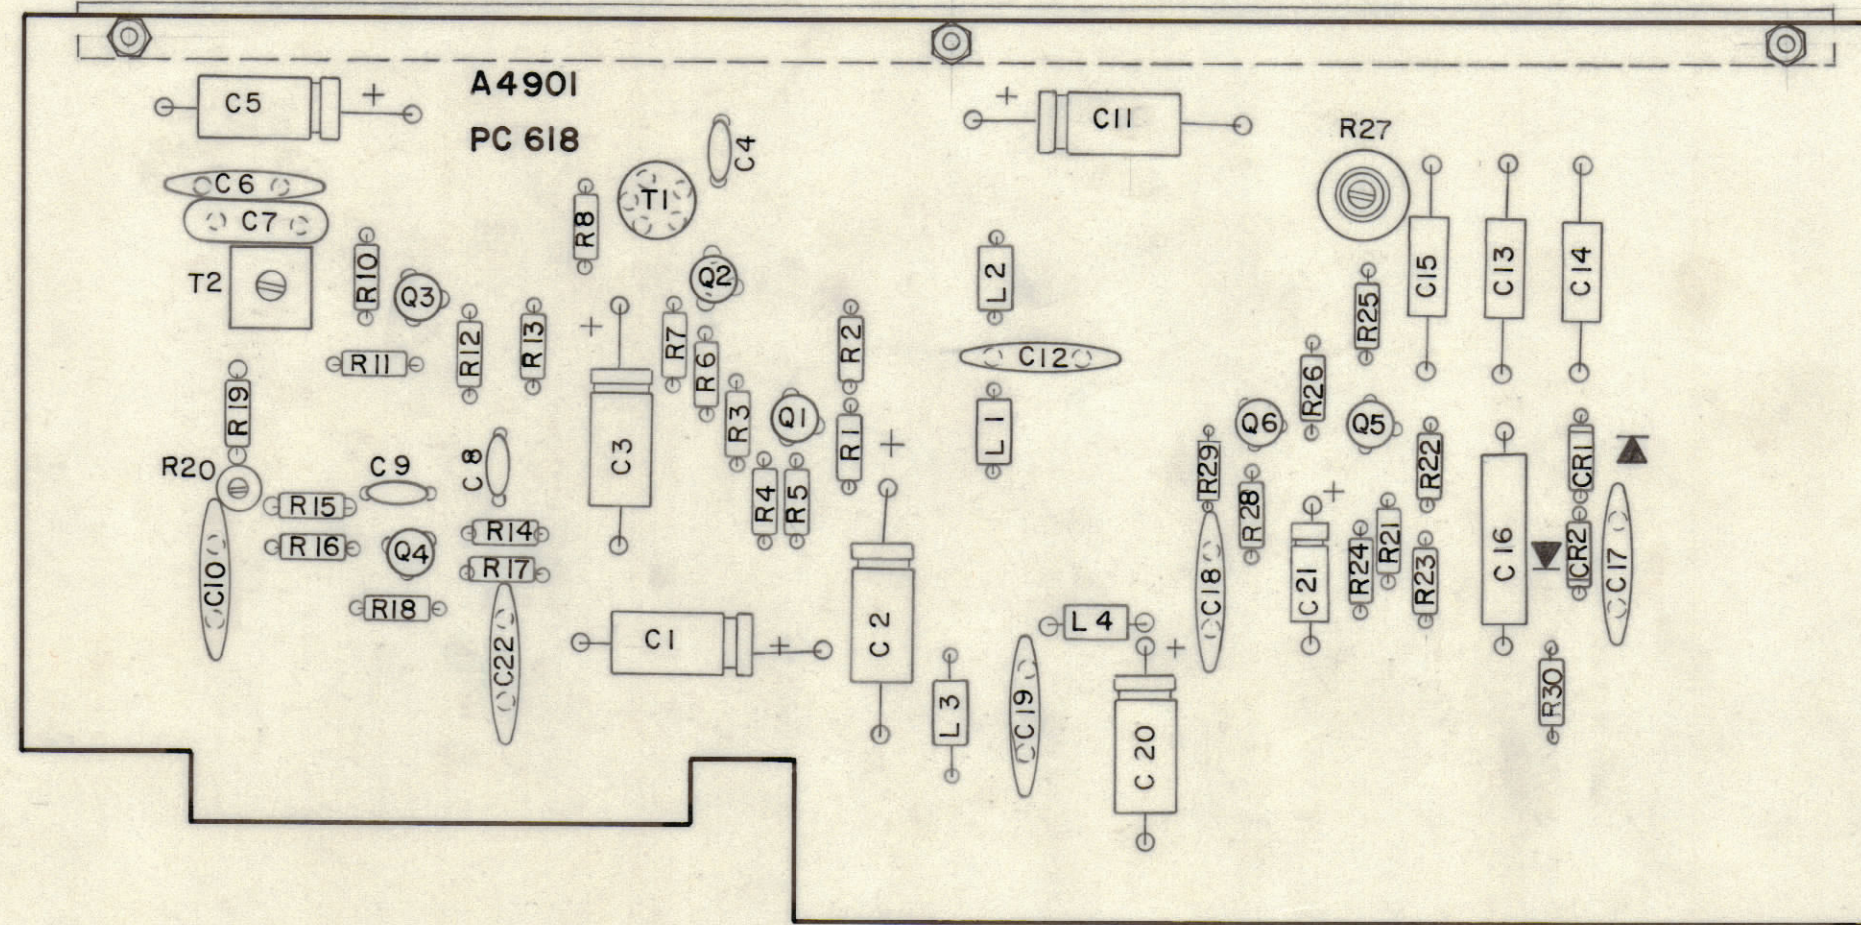 A4901
PC 618
C5
C4
C11
R27
C6
C7
T1
R8
T2
R10
Q3
Q2
L2
C15
C13
C14
R12
R13
R7
R6
R2
R25
R11
C12
R26
R19
R3
Q1
R1
L1
Q6
Q5
R22
CR1
R20
C9
C8
C3
R4
R5
R29
R28
R15
R14
R16
Q4
R17
C10
R18
C22
C1
C2
L3
L4
C19
C20
C18
C21
R24
R21
R23
C16
CR2
C17
R30
+
+
+
+
+
+
+